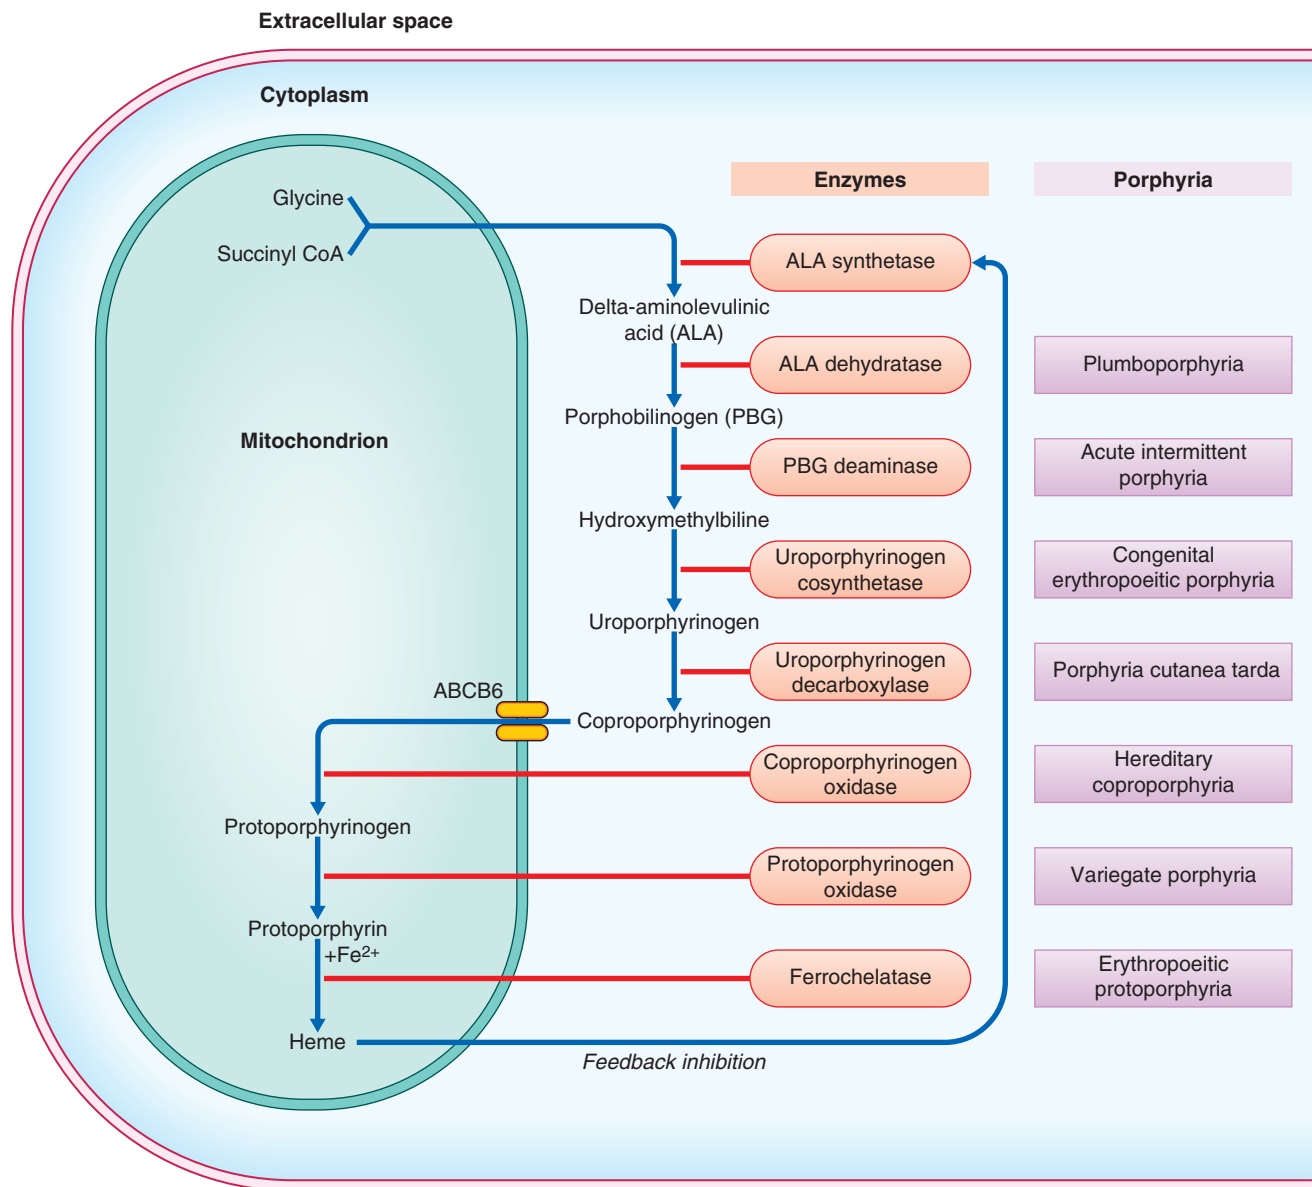 Extracellular space
Cytoplasm
Enzymes
Porphyria
Glycine
Succinyl CoA
ALA synthetase
Delta-aminolevulinic
acid (ALA)
ALA dehydratase
Plumboporphyria
Porphobilinogen (PBG)
Mitochondrion
PBG deaminase
Acute intermittent
porphyria
Hydroxymethylbiline
Uroporphyrinogen
cosynthetase
Congenital
erythropoeitic porphyria
Uroporphyrinogen
Uroporphyrinogen
decarboxylase
Porphyria cutanea tarda
ABCB6
Coproporphyrinogen
Coproporphyrinogen
oxidase
Hereditary
coproporphyria
Protoporphyrinogen
Protoporphyrinogen
oxidase
Variegate porphyria
Protoporphyrin
+Fe²⁺
Ferrochelatase
Erythropoeitic
protoporphyria
Heme
Feedback inhibition